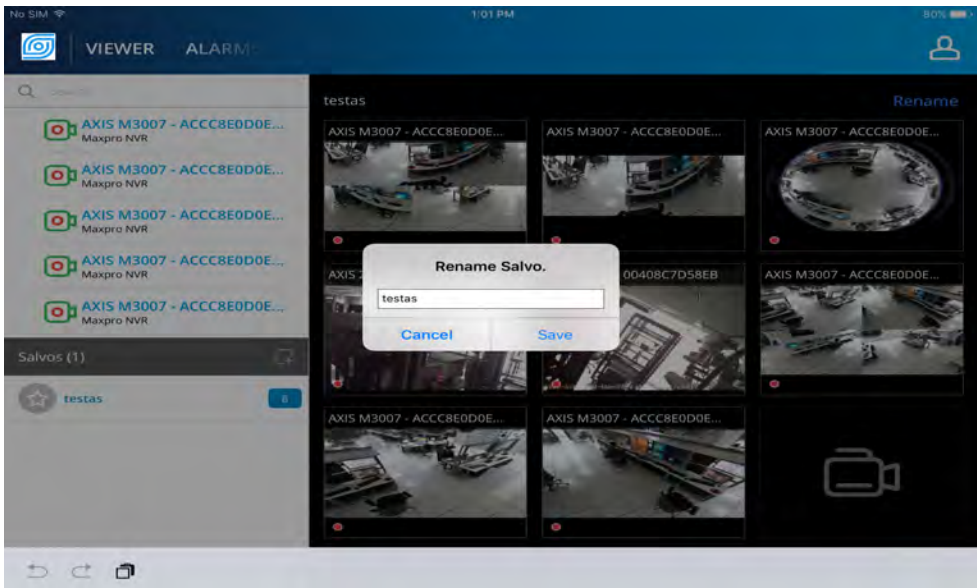 No SIM
1:01 PM
80%
VIEWER
ALARMS
testas
Rename
AXIS M3007 - ACCC8E0D0E...
Maxpro NVR
AXIS M3007 - ACCC8E0D0E...
Maxpro NVR
AXIS M3007 - ACCC8E0D0E...
Maxpro NVR
AXIS M3007 - ACCC8E0D0E...
Maxpro NVR
AXIS M3007 - ACCC8E0D0E...
Maxpro NVR
Salvos (1)
testas
AXIS M3007 - ACCC8E0D0E...
AXIS M3007 - ACCC8E0D0E...
AXIS M3007 - ACCC8E0D0E...
AXIS 2
00408C7D58EB
AXIS M3007 - ACCC8E0D0E...
Rename Salvo.
testas
Cancel
Save
AXIS M3007 - ACCC8E0D0E...
AXIS M3007 - ACCC8E0D0E...